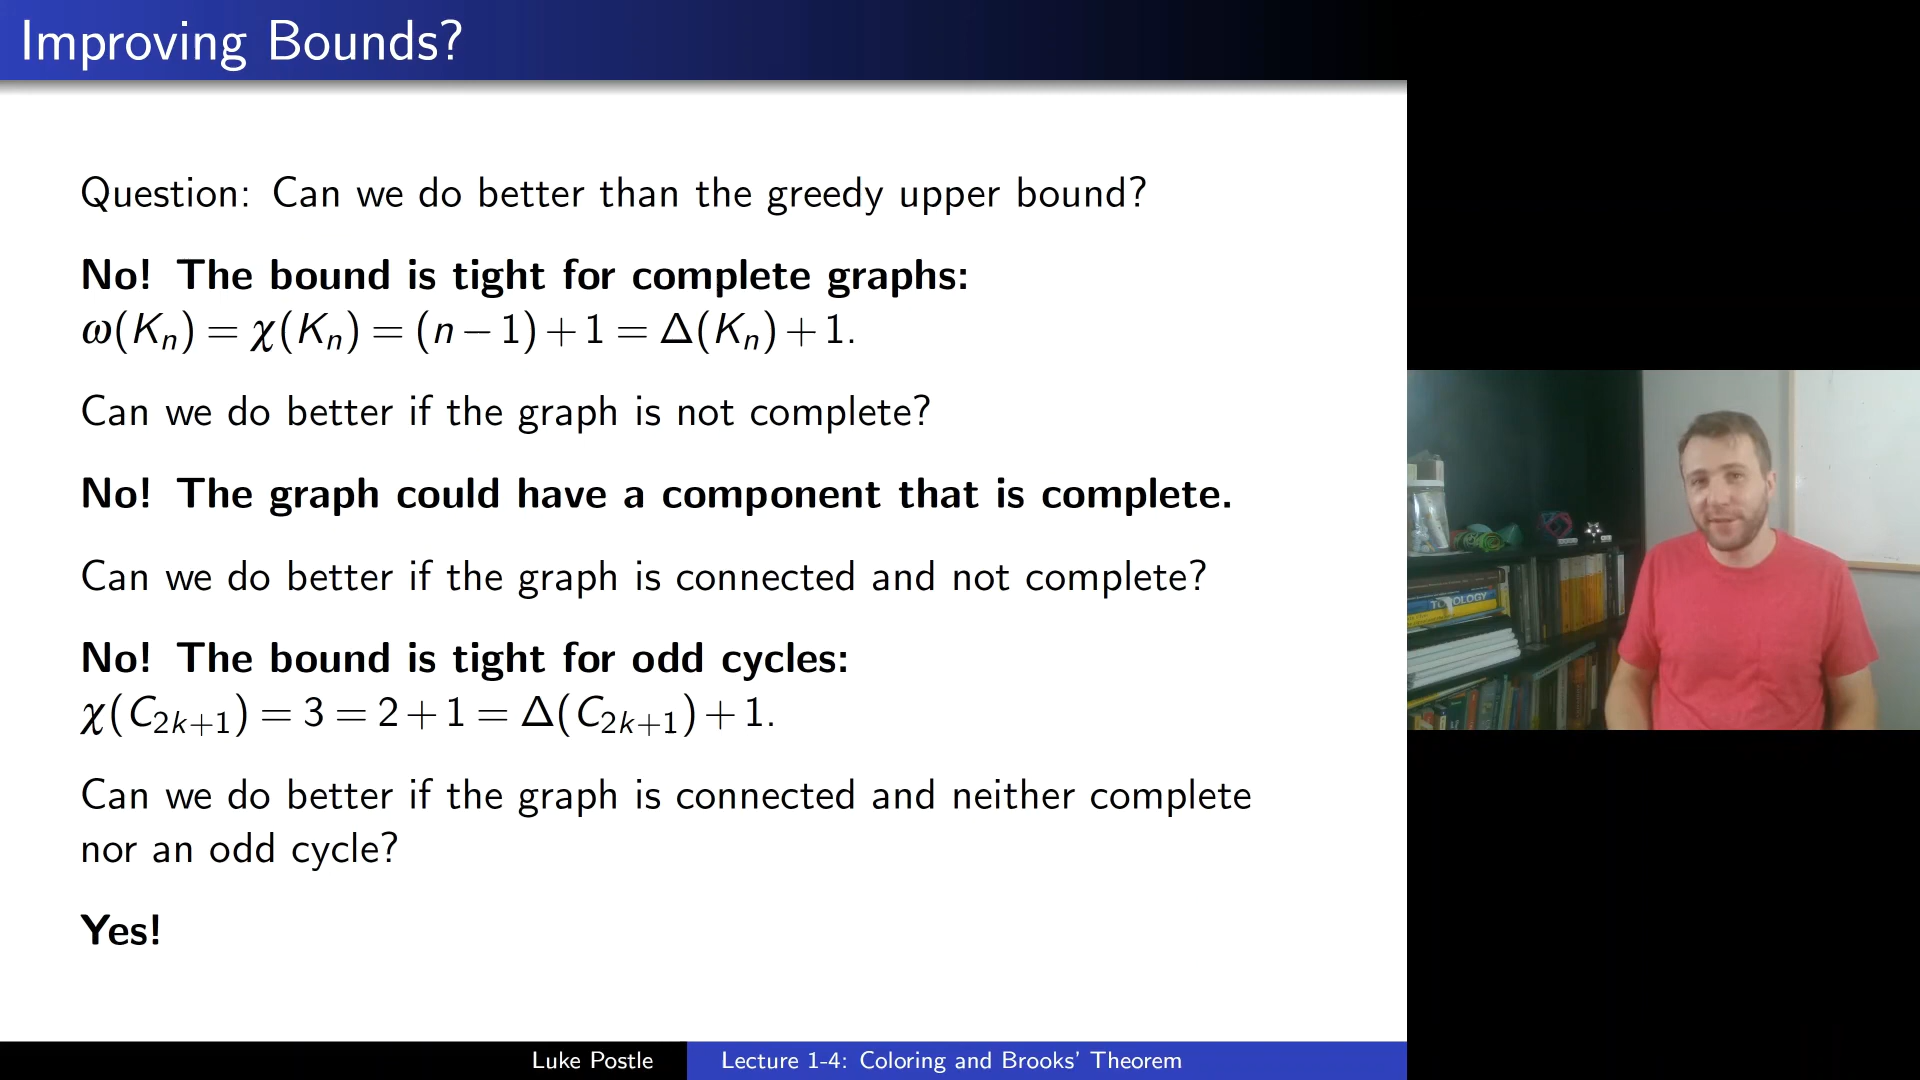 Improving Bounds?
Question: Can we do better than the greedy upper bound?
No! The bound is tight for complete graphs:
ω(Kₙ) = χ(Kₙ) = (n − 1) + 1 = Δ(Kₙ) + 1.
Can we do better if the graph is not complete?
No! The graph could have a component that is complete.
Can we do better if the graph is connected and not complete?
No! The bound is tight for odd cycles:
χ(C₂ₖ₊₁) = 3 = 2 + 1 = Δ(C₂ₖ₊₁) + 1.
Can we do better if the graph is connected and neither complete
nor an odd cycle?
Yes!
Luke Postle
Lecture 1-4: Coloring and Brooks' Theorem